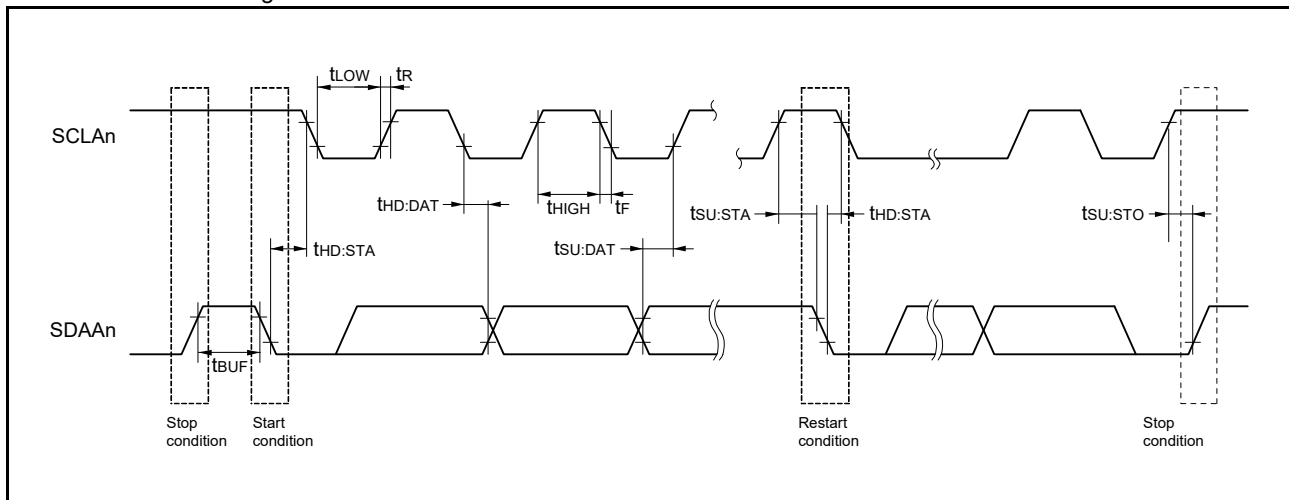 tLOW tR
SCLAn
tHD:DAT tHIGH tF tSU:STA tHD:STA tSU:STO
tHD:STA tSU:DAT
SDAAn
tBUF
Stop condition
Start condition
Restart condition
Stop condition